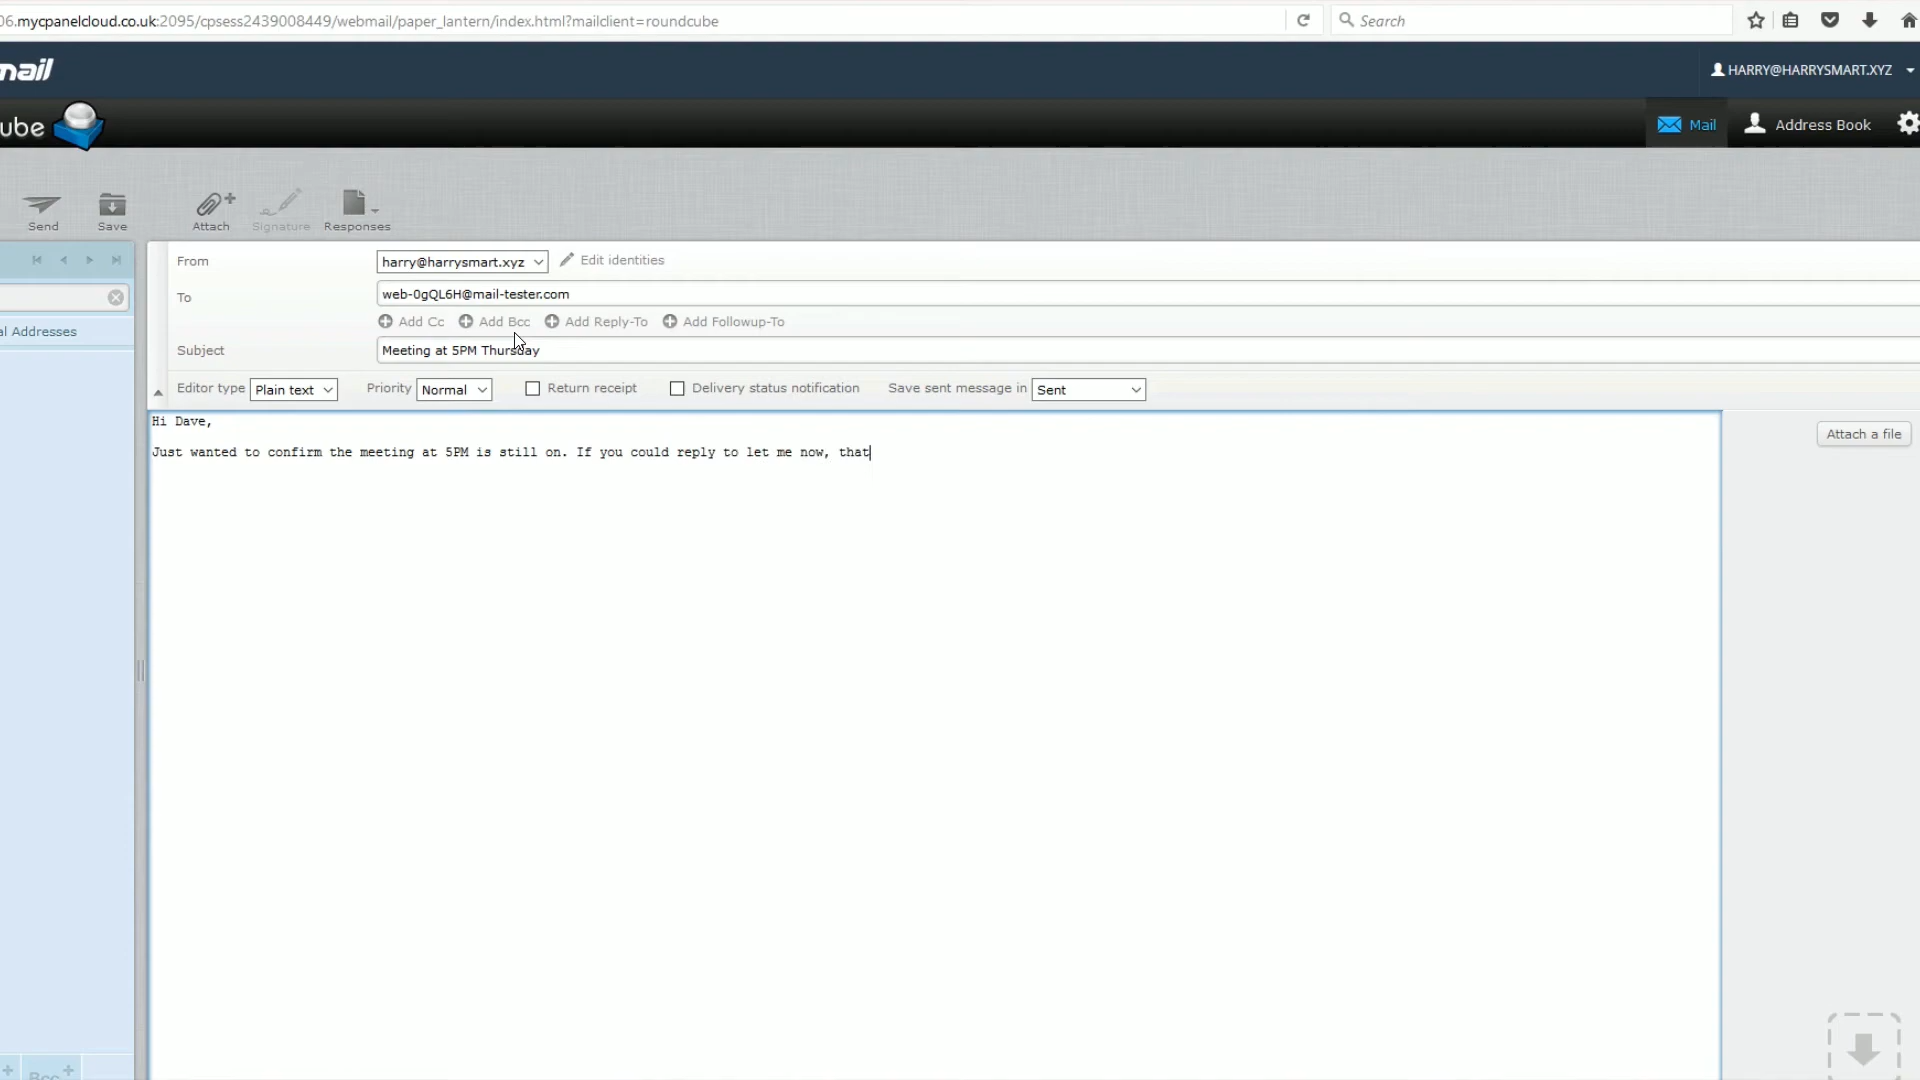 06.mycpanelcloud.co.uk:2095/cpsess2439008449/webmail/paper_lantern/index.html?mailclient=roundcube
Search
mail
HARRY@HARRYSMART.XYZ
ube
Mail
Address Book
Send
Save
Attach
Signature
Responses
From
harry@harrysmart.xyz
Edit identities
To
web-0gQL6H@mail-tester.com
Add Cc
Add Bcc
Add Reply-To
Add Followup-To
al Addresses
Subject
Meeting at 5PM Thursday
Editor type
Plain text
Priority
Normal
Return receipt
Delivery status notification
Save sent message in
Sent
Hi Dave,
Just wanted to confirm the meeting at 5PM is still on. If you could reply to let me now, that
Attach a file
Bcc